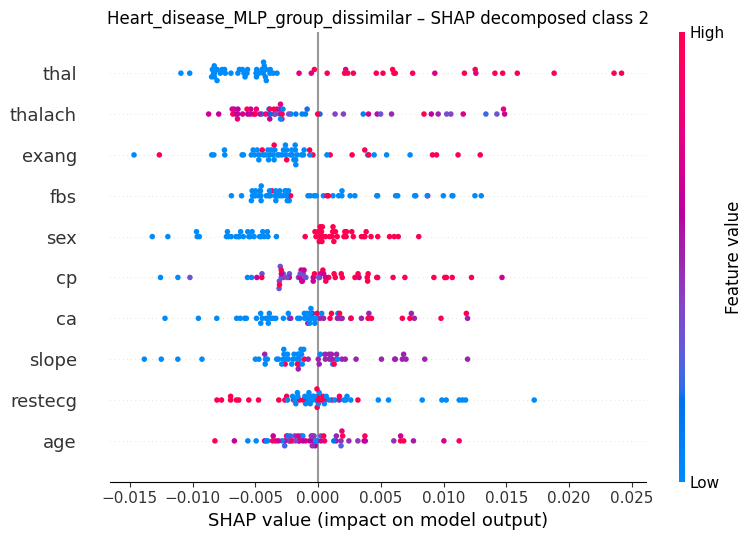 Heart_disease_MLP_group_dissimilar – SHAP decomposed class 2
High
thal
thalach
exang
fbs
sex
cp
ca
slope
restecg
age
Feature value
Low
−0.015 −0.010 −0.005 0.000 0.005 0.010 0.015 0.020 0.025
SHAP value (impact on model output)